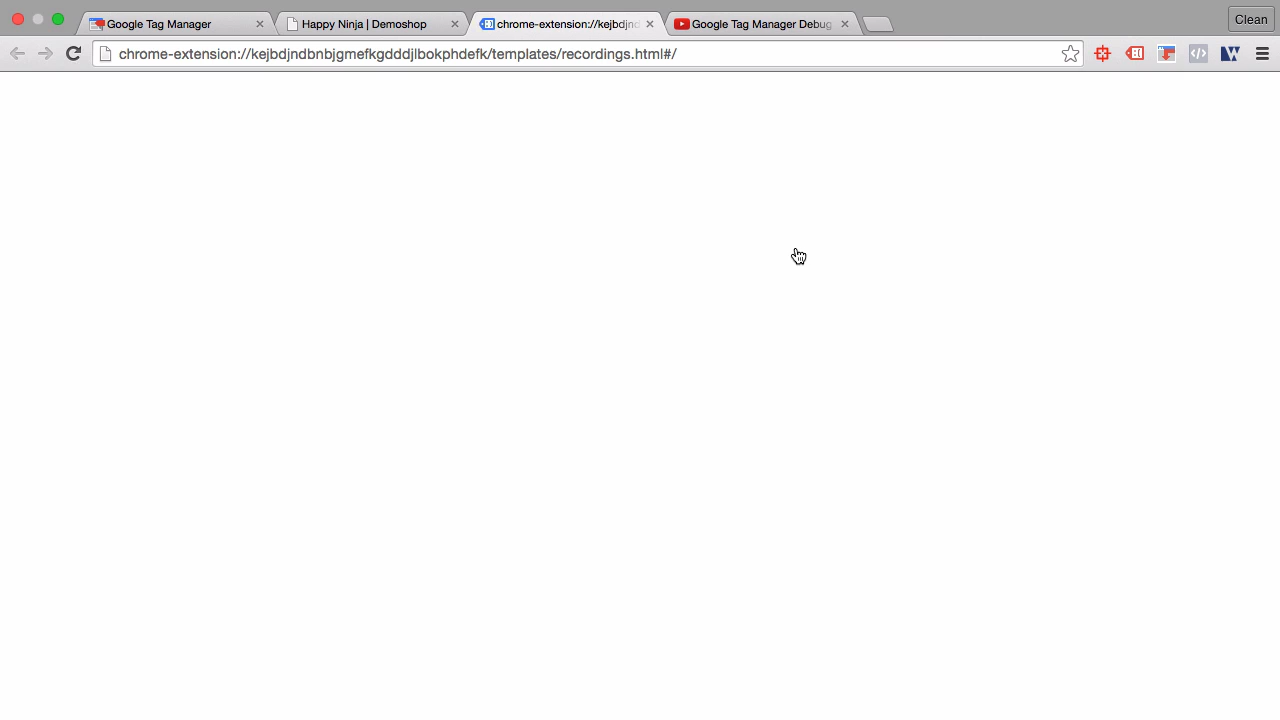 Google Tag Manager
Happy Ninja | Demoshop
chrome-extension://kejbdjnd
Google Tag Manager Debug
Clean
chrome-extension://kejbdjndbnbjgmefkgdddjlbokphdefk/templates/recordings.html#/